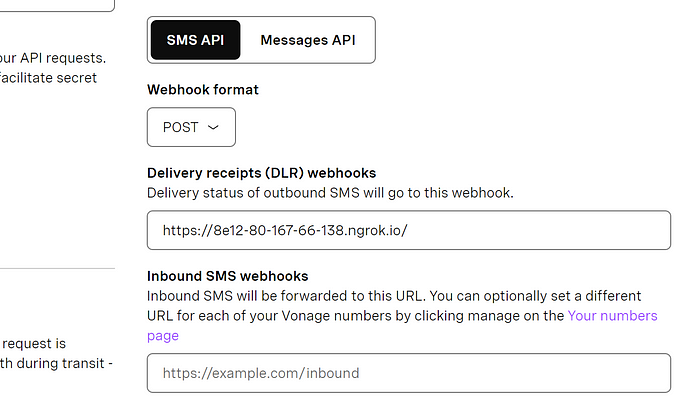 our API requests.
facilitate secret
request is
th during transit -
SMS API
Messages API
Webhook format
POST
Delivery receipts (DLR) webhooks
Delivery status of outbound SMS will go to this webhook.
https://8e12-80-167-66-138.ngrok.io/
Inbound SMS webhooks
Inbound SMS will be forwarded to this URL. You can optionally set a different
URL for each of your Vonage numbers by clicking manage on the Your numbers
page
https://example.com/inbound